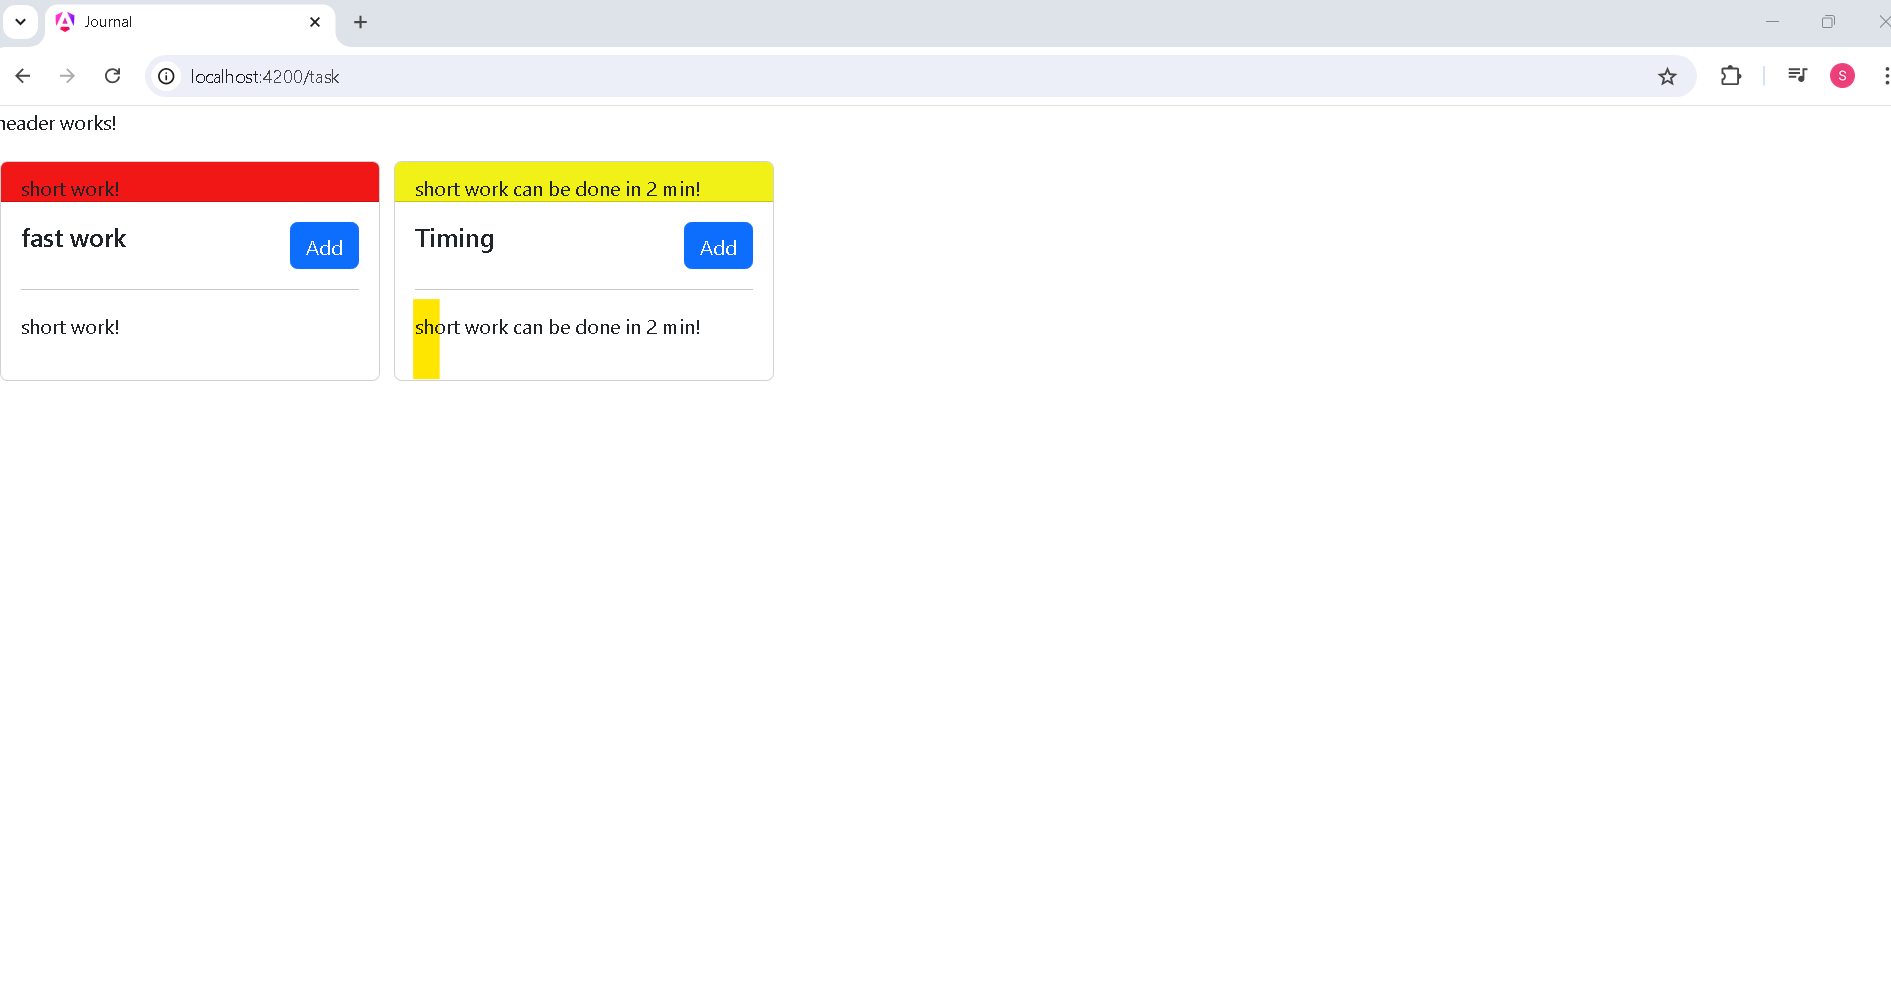 Journal
localhost:4200/task
S
header works!
short work!
fast work
Add
short work!
short work can be done in 2 min!
Timing
Add
short work can be done in 2 min!